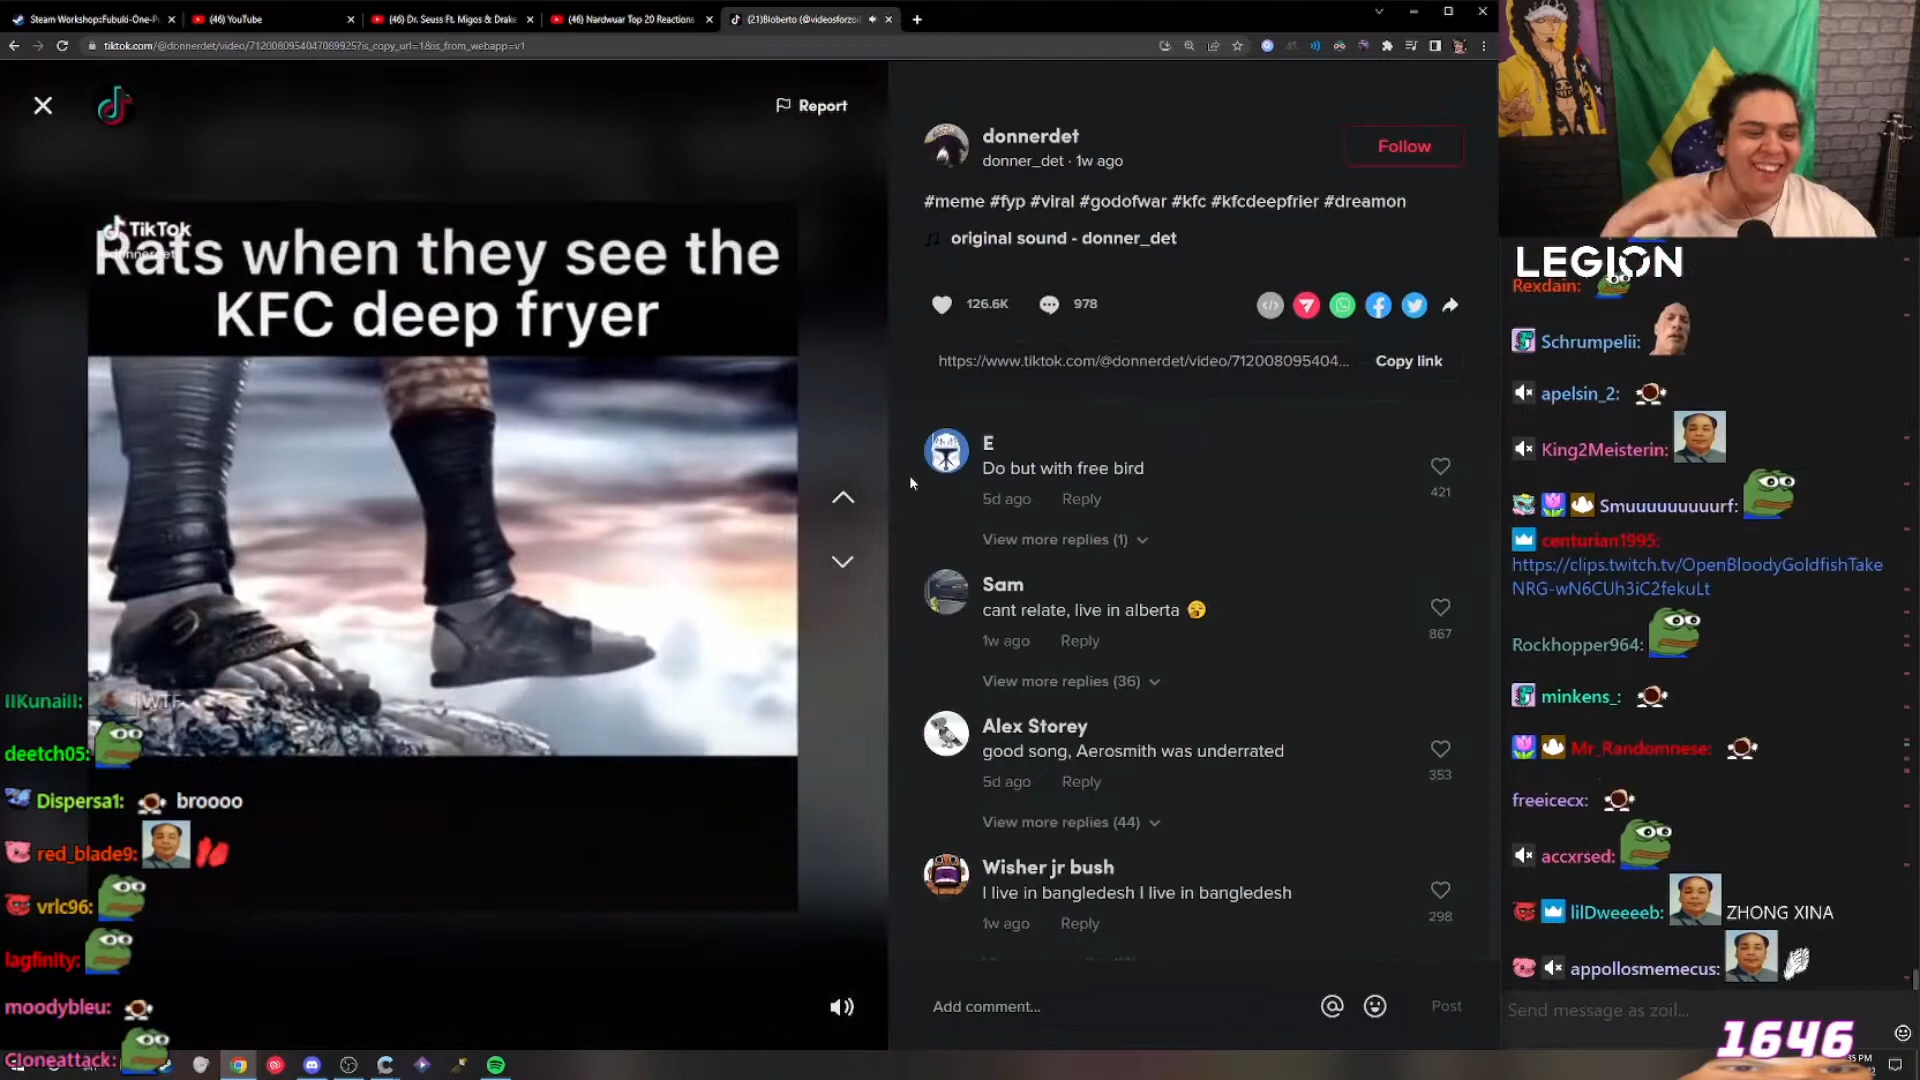 Steam Workshop:Fubuki-One-P
(46) YouTube
(46) Dr. Seuss Ft. Migos & Drake
(46) Nardwuar Top 20 Reactions
(21)Bioberto (@videosforzoil
tiktok.com/@donnerdet/video/7120080954047089925?is_copy_url=1&is_from_webapp=v1
Report
TikTok
Rats when they see the
KFC deep fryer
donnerdet
donner_det · 1w ago
Follow
#meme #fyp #viral #godofwar #kfc #kfcdeepfrier #dreamon
original sound - donner_det
126.6K
978
https://www.tiktok.com/@donnerdet/video/712008095404...
Copy link
E
Do but with free bird
421
5d ago
Reply
View more replies (1)
Sam
cant relate, live in alberta
867
1w ago
Reply
View more replies (36)
Alex Storey
good song, Aerosmith was underrated
353
5d ago
Reply
View more replies (44)
Wisher jr bush
I live in bangledesh I live in bangledesh
298
1w ago
Reply
Add comment...
Post
IIKunaiII: WTF
deetch05:
Dispersa1: broooo
red_blade9:
vrlc96:
lagfinity:
moodybleu:
Cloneattack:
LEGION
Rexdain:
Schrumpelii:
apelsin_2:
King2Meisterin:
Smuuuuuuuuurf:
centurian1995:
https://clips.twitch.tv/OpenBloodyGoldfishTake
NRG-wN6CUh3iC2fekuLt
Rockhopper964:
minkens_:
Mr_Randomnese:
freeicecx:
accxrsed:
lilDweeeeb: ZHONG XINA
appollosmemecus:
Send message as zoil...
1646